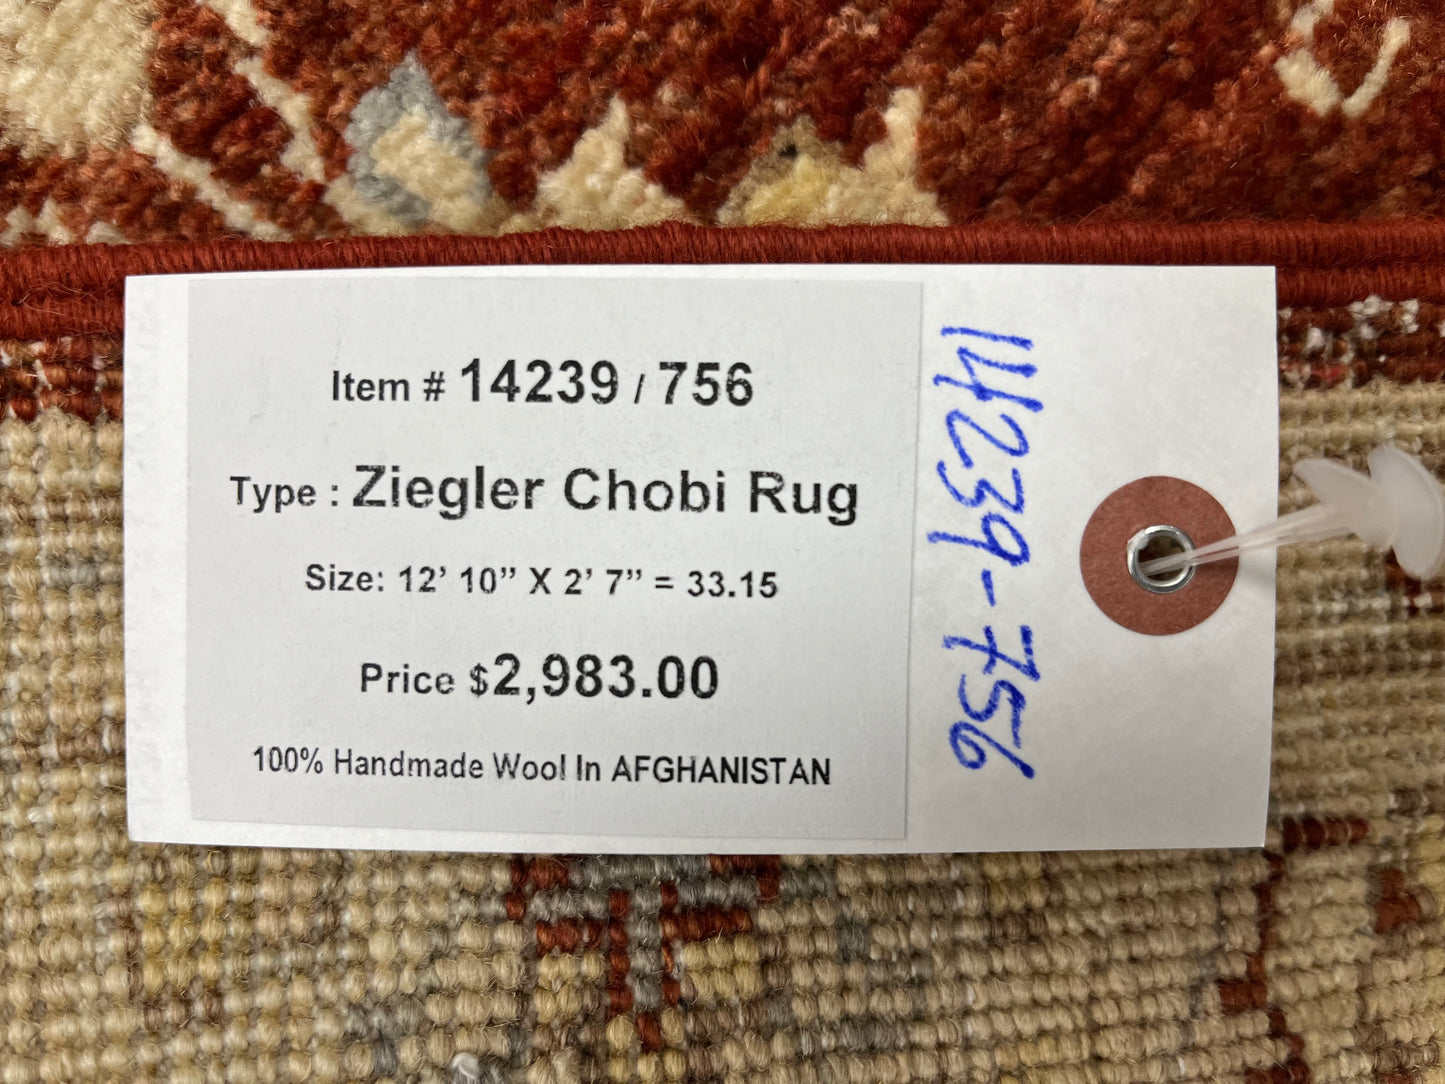 Item # 14239 / 756
Type : Ziegler Chobi Rug
Size: 12’ 10” X 2’ 7” = 33.15
Price $2,983.00
100% Handmade Wool In AFGHANISTAN
14239-756